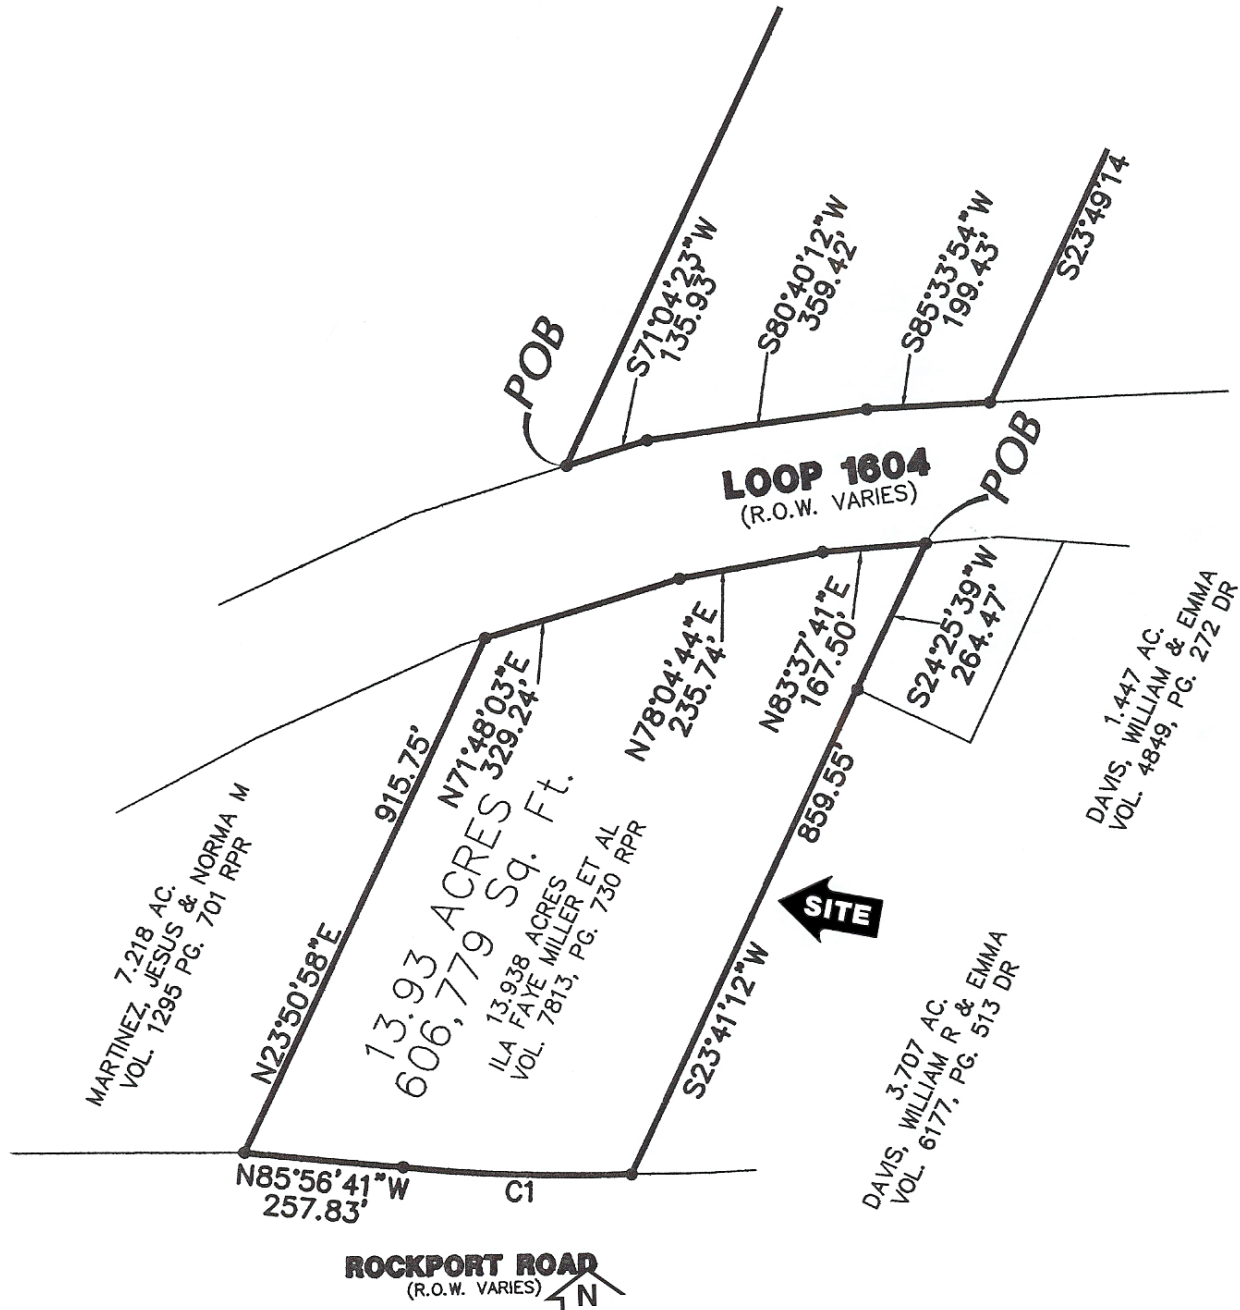 S71°04'23"W
135.93'
S80°40'12"W
359.42'
S85°33'54"W
199.43'
S23°49'14
POB
LOOP 1604
(R.O.W. VARIES)
POB
N71°48'03"E
329.24'
N78°04'44"E
235.74'
N83°37'41"E
167.50'
S24°25'39"W
264.47'
1.447 AC.
DAVIS, WILLIAM & EMMA
VOL. 4849, PG. 272 DR
915.75'
N23°50'58"E
859.55'
S23°41'12"W
7.218 AC.
MARTINEZ, JESUS & NORMA M
VOL. 1295 PG. 701 RPR
13.93 ACRES
606,779 Sq. Ft.
13.938 ACRES
ILA FAYE MILLER ET AL
VOL. 7813, PG. 730 RPR
SITE
3.707 AC.
DAVIS, WILLIAM R & EMMA
VOL. 6177, PG. 513 DR
N85°56'41"W
257.83'
C1
ROCKPORT ROAD
(R.O.W. VARIES)
N